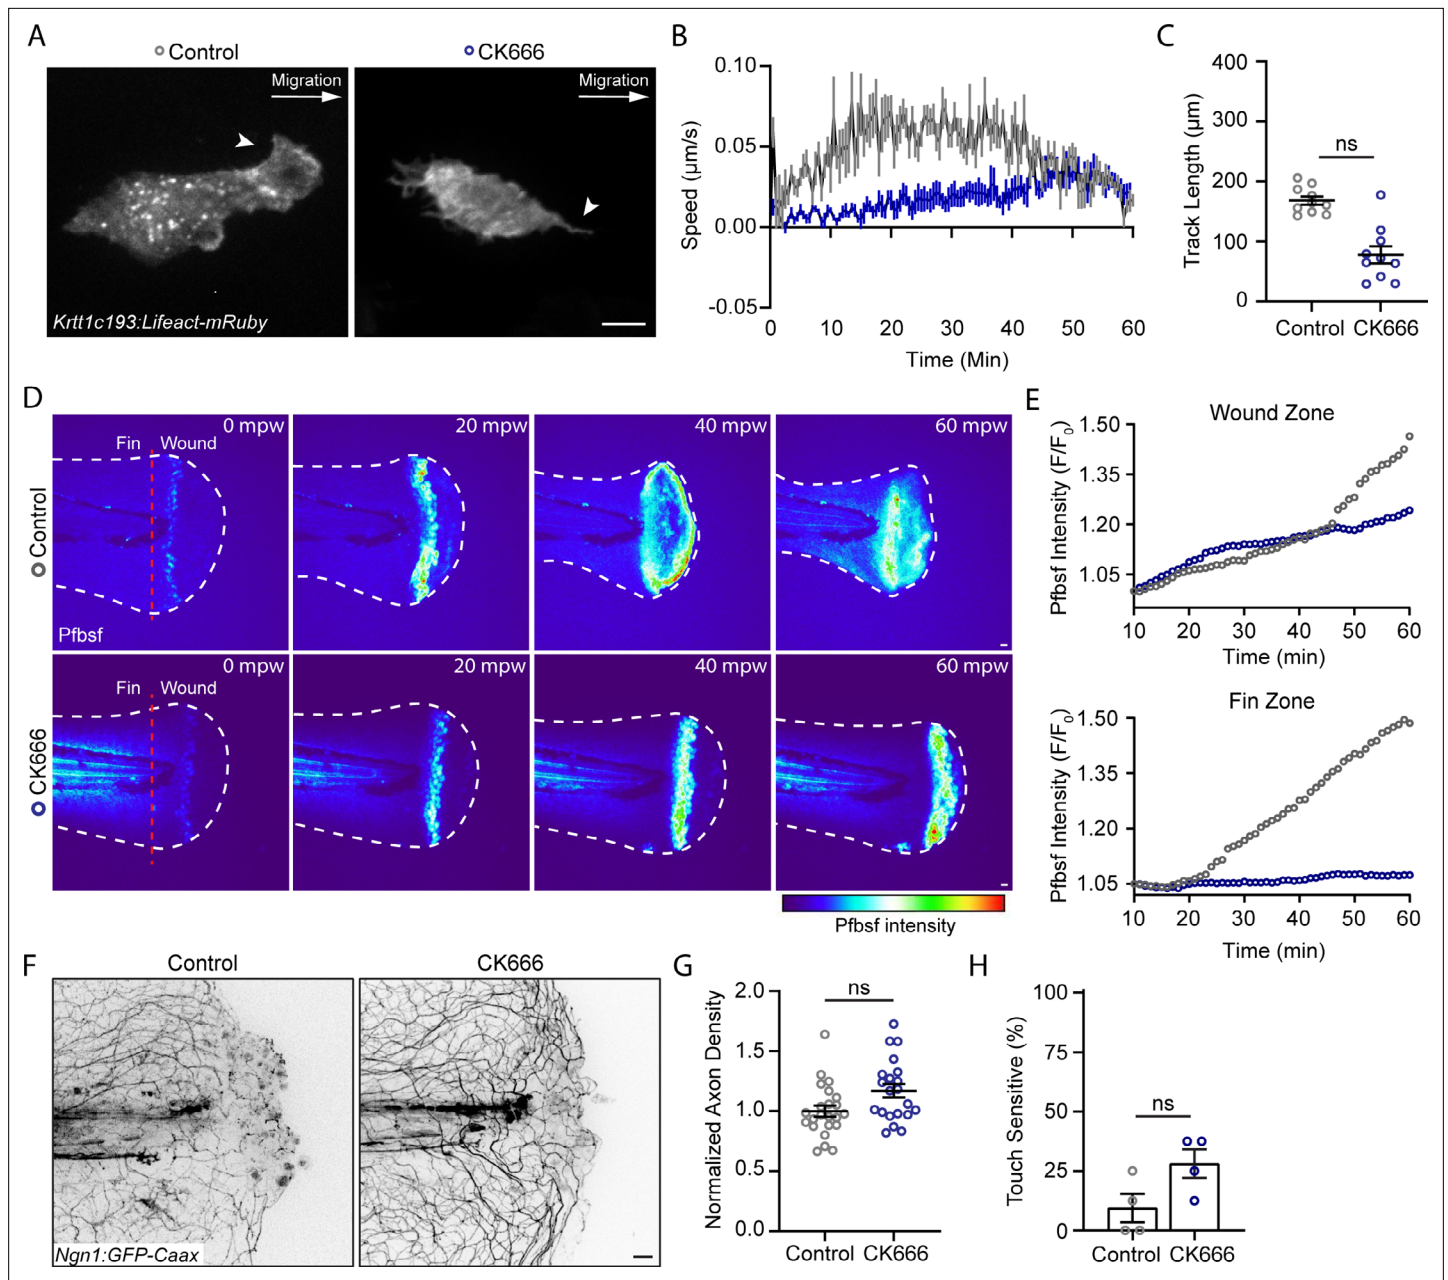 A
Control
CK666
Migration
Migration
Krtt1c193:Lifeact-mRuby
B
Speed (µm/s)
0.10
0.05
0.00
-0.05
0 10 20 30 40 50 60
Time (Min)
C
Track Length (µm)
400
300
200
100
0
ns
Control CK666
D
Control
0 mpw
Fin Wound
Pfbsf
20 mpw
40 mpw
60 mpw
CK666
0 mpw
Fin Wound
20 mpw
40 mpw
60 mpw
Pfbsf intensity
E
Wound Zone
Pfbsf Intensity (F/F0)
1.50
1.35
1.20
1.05
10 20 30 40 50 60
Time (min)
Fin Zone
Pfbsf Intensity (F/F0)
1.50
1.35
1.20
1.05
10 20 30 40 50 60
Time (min)
F
Control
CK666
Ngn1:GFP-Caax
G
Normalized Axon Density
2.0
1.5
1.0
0.5
0.0
ns
Control CK666
H
Touch Sensitive (%)
100
75
50
25
0
ns
Control CK666